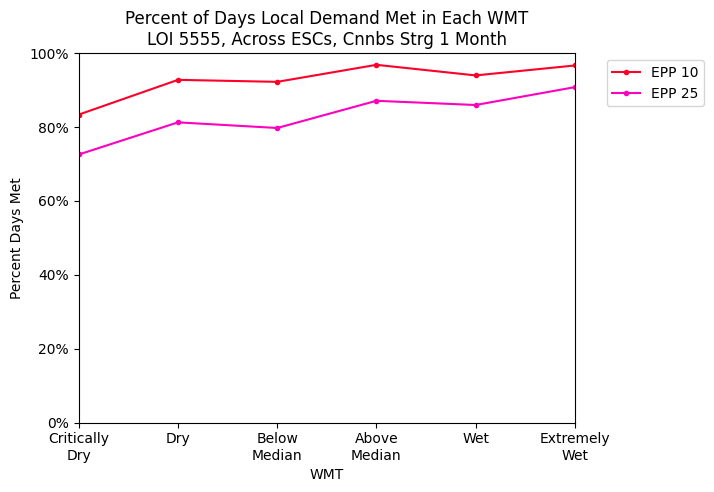 Percent of Days Local Demand Met in Each WMT
LOI 5555, Across ESCs, Cnnbs Strg 1 Month
100%
80%
60%
40%
20%
0%
Percent Days Met
Critically
Dry
Dry
Below
Median
Above
Median
Wet
Extremely
Wet
WMT
EPP 10
EPP 25